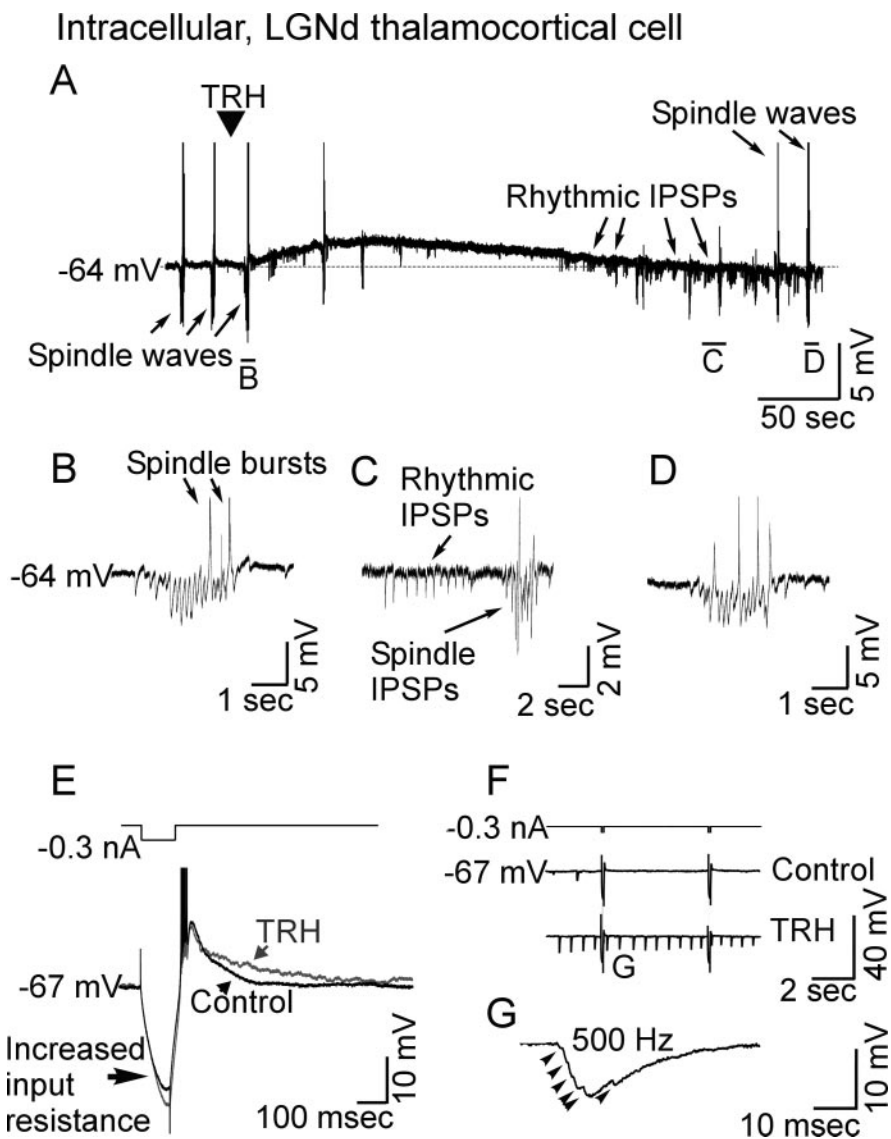 Intracellular, LGNd thalamocortical cell
A
TRH
Spindle waves
Rhythmic IPSPs
-64 mV
Spindle waves
B
C
D
5 mV
50 sec
B
Spindle bursts
-64 mV
5 mV
1 sec
C
Rhythmic
IPSPs
Spindle
IPSPs
2 mV
2 sec
D
5 mV
1 sec
E
-0.3 nA
TRH
-67 mV
Control
Increased
input
resistance
10 mV
100 msec
F
-0.3 nA
-67 mV
Control
TRH
G
40 mV
2 sec
G
500 Hz
10 mV
10 msec